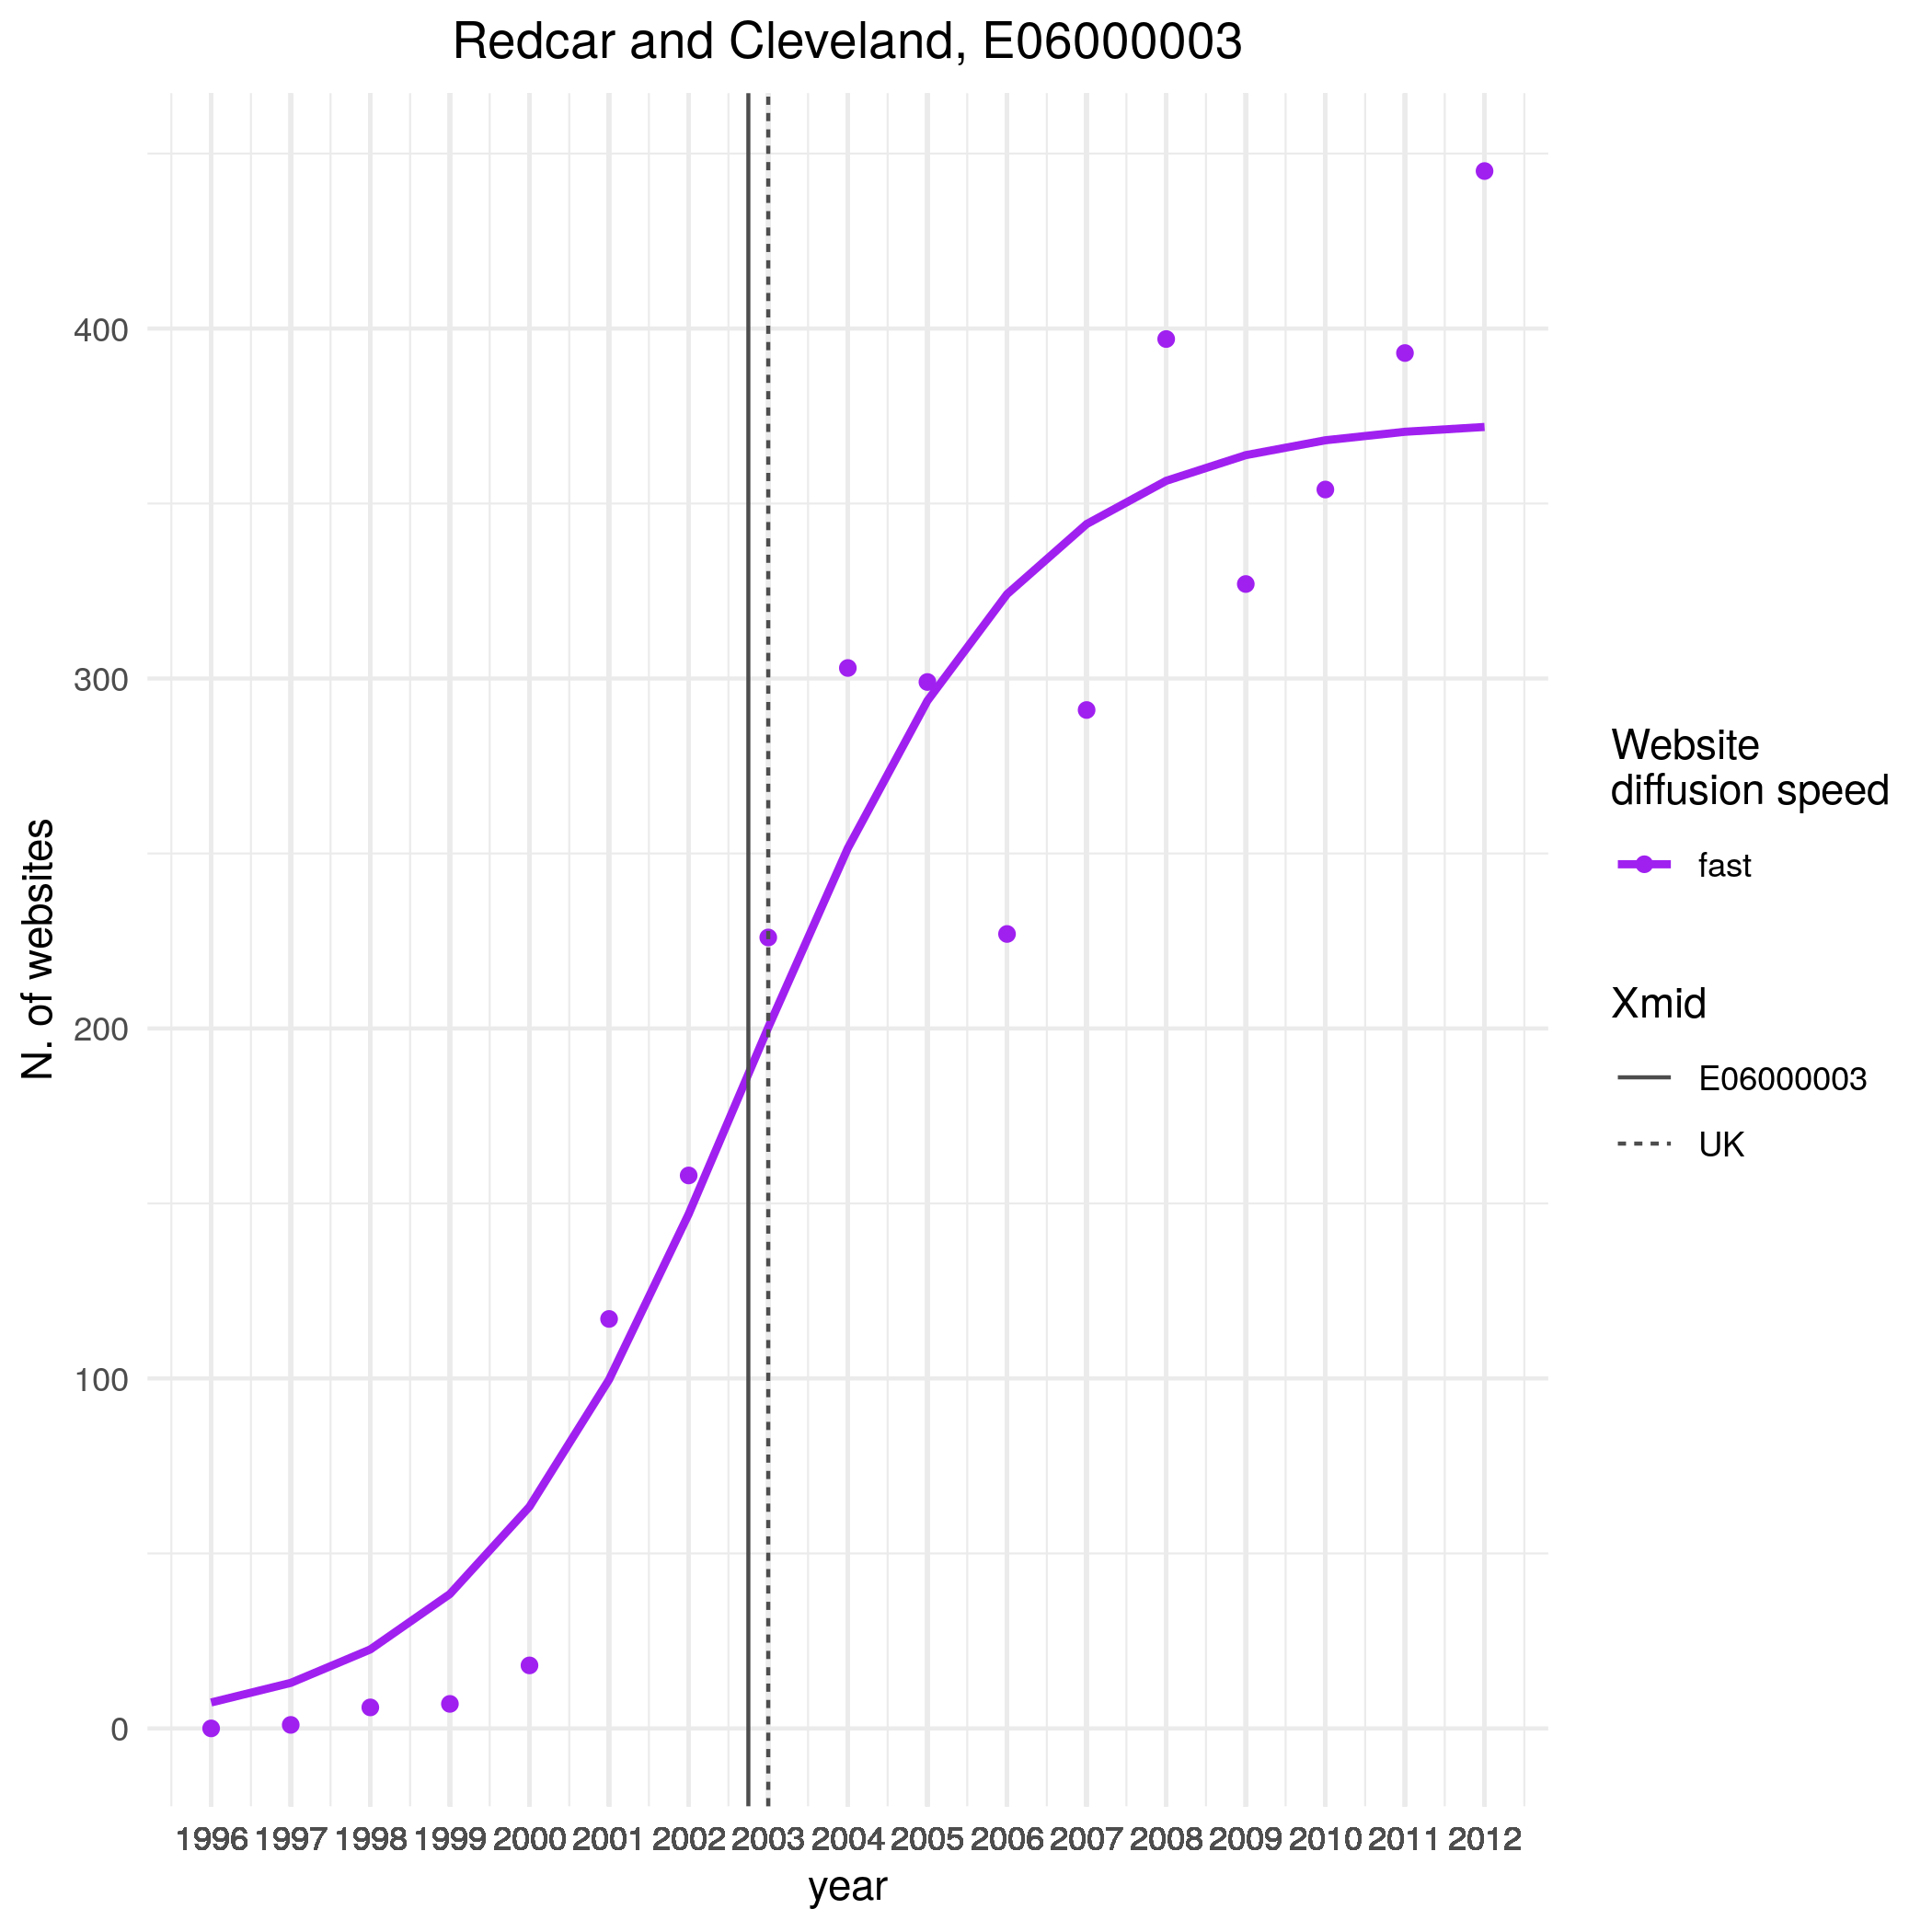 Redcar and Cleveland, E06000003
N. of websites
400
300
200
100
0
1996 1997 1998 1999 2000 2001 2002 2003 2004 2005 2006 2007 2008 2009 2010 2011 2012
year
Website
diffusion speed
fast
Xmid
E06000003
UK